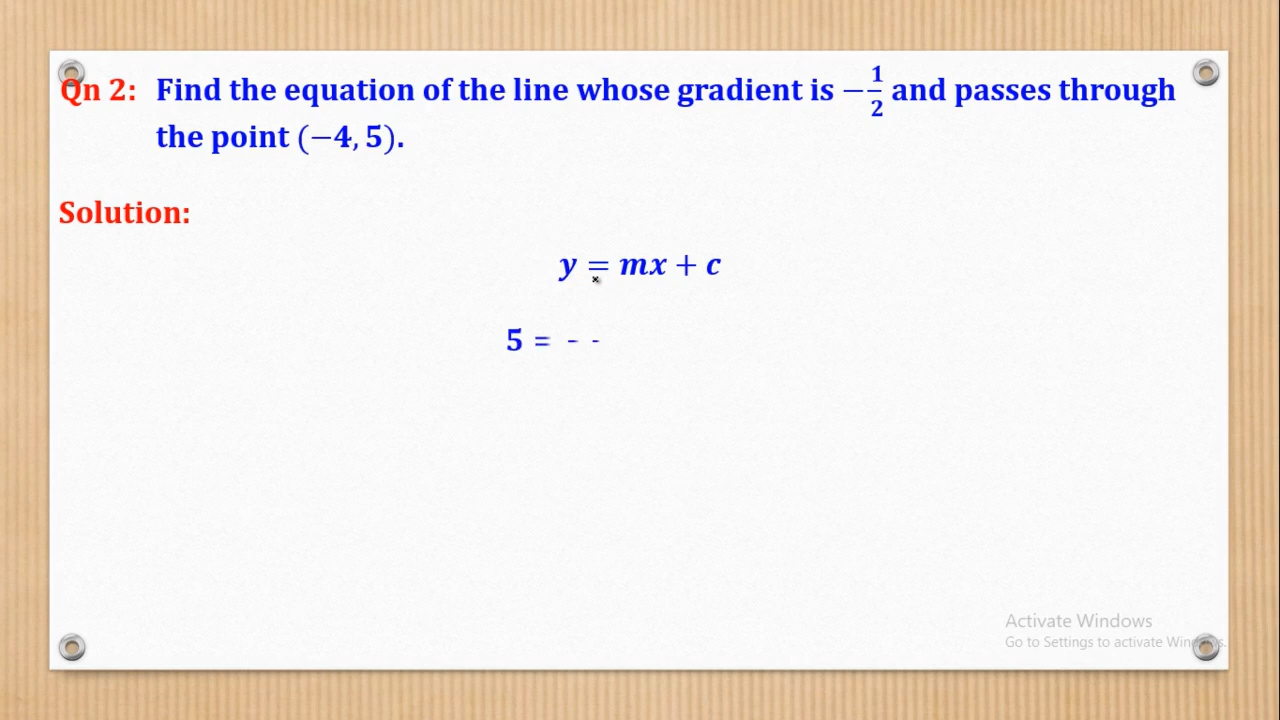 Qn 2: Find the equation of the line whose gradient is −1/2 and passes through
the point (−4, 5).
Solution:
y = mx + c
5 = - -
Activate Windows
Go to Settings to activate Windows.